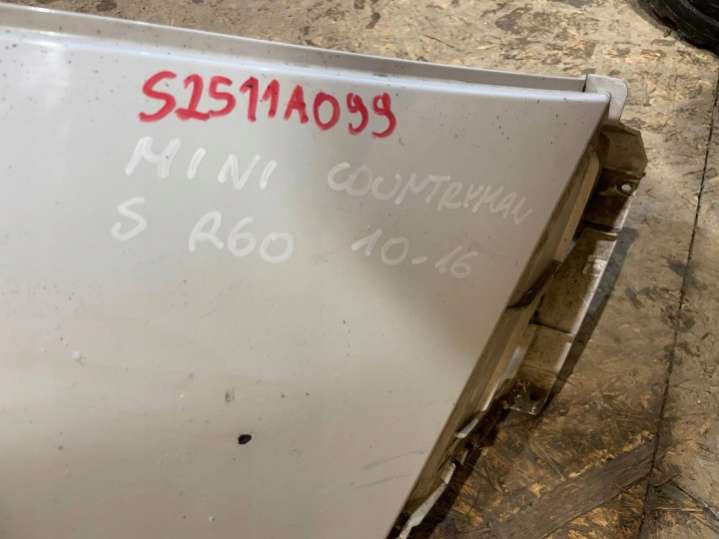 S2511A099
MINI COUNTRYMAN
S R60 10-16